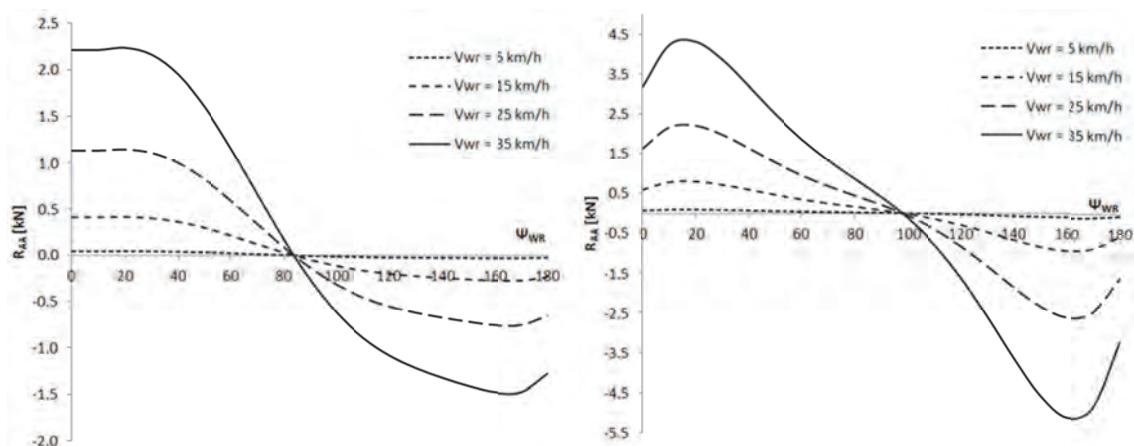 2.5
2.0
1.5
1.0
0.5
0.0
-0.5
-1.0
-1.5
-2.0
R_AA [kN]
0 20 40 60 80 100 120 140 160 180
Ψ_WR
Vwr = 5 km/h
Vwr = 15 km/h
Vwr = 25 km/h
Vwr = 35 km/h
4.5
3.5
2.5
1.5
0.5
-0.5
-1.5
-2.5
-3.5
-4.5
-5.5
R_AA [kN]
0 20 40 60 80 100 120 140 160 180
Ψ_WR
Vwr = 5 km/h
Vwr = 15 km/h
Vwr = 25 km/h
Vwr = 35 km/h